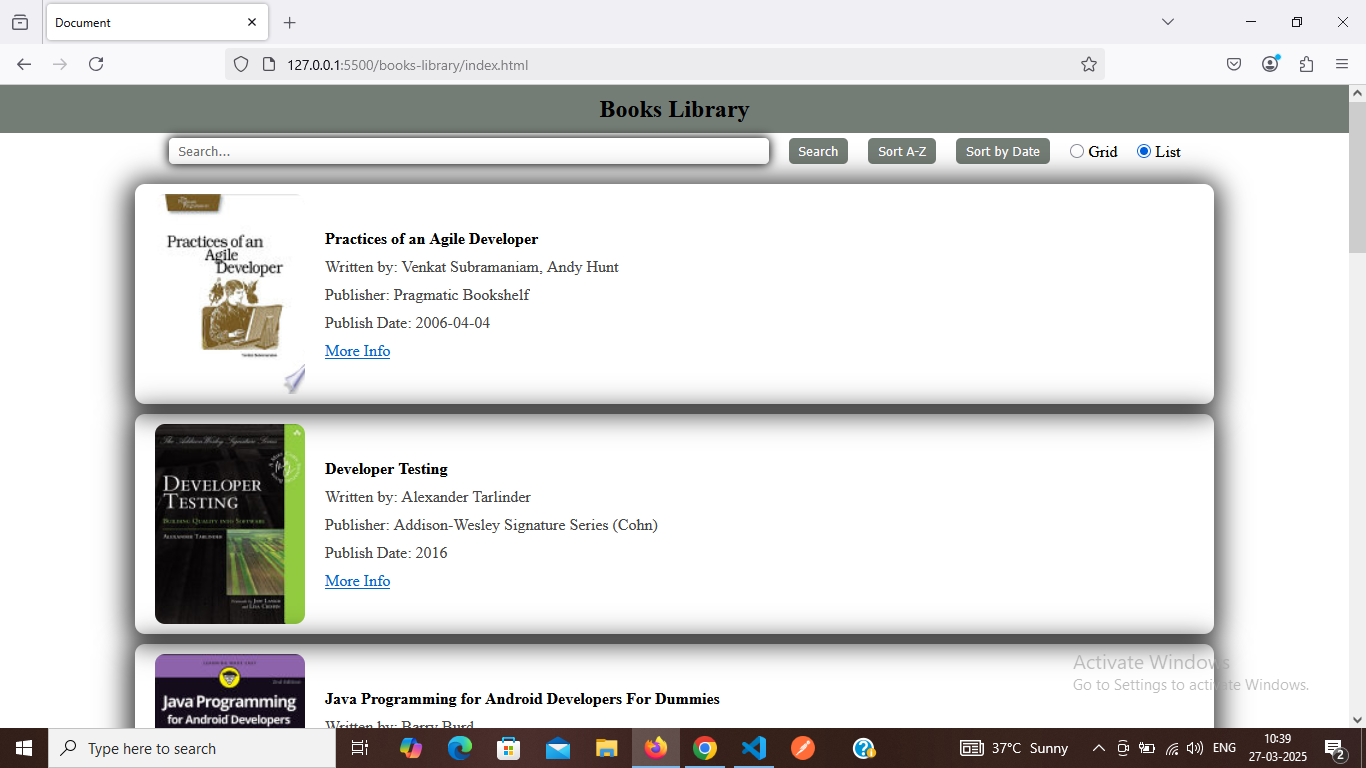 Document
127.0.0.1:5500/books-library/index.html
Books Library
Search...
Search
Sort A-Z
Sort by Date
Grid
List
Practices of an
Agile
Developer
Practices of an Agile Developer
Written by: Venkat Subramaniam, Andy Hunt
Publisher: Pragmatic Bookshelf
Publish Date: 2006-04-04
More Info
The Addison Wesley Signature Series
DEVELOPER
TESTING
BUILDING QUALITY INTO SOFTWARE
ALEXANDER TARLINDER
Developer Testing
Written by: Alexander Tarlinder
Publisher: Addison-Wesley Signature Series (Cohn)
Publish Date: 2016
More Info
2nd Edition
Java Programming
for Android Developers
Java Programming for Android Developers For Dummies
Written by: Barry Burd
Activate Windows
Go to Settings to activate Windows.
Type here to search
37°C Sunny
ENG
10:39
27-03-2025
2